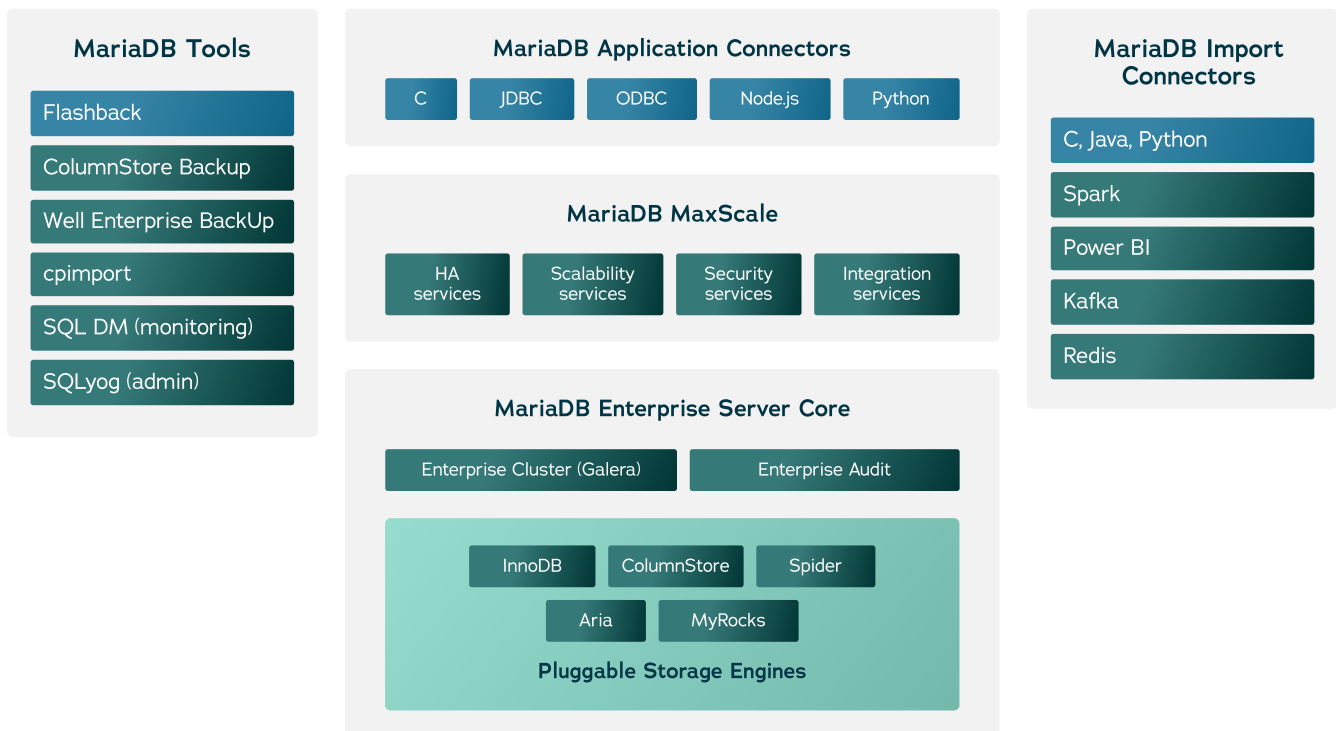 MariaDB Tools
Flashback
ColumnStore Backup
Well Enterprise BackUp
cpimport
SQL DM (monitoring)
SQLyog (admin)
MariaDB Application Connectors
C
JDBC
ODBC
Node.js
Python
MariaDB MaxScale
HA
services
Scalability
services
Security
services
Integration
services
MariaDB Enterprise Server Core
Enterprise Cluster (Galera)
Enterprise Audit
InnoDB
ColumnStore
Spider
Aria
MyRocks
Pluggable Storage Engines
MariaDB Import
Connectors
C, Java, Python
Spark
Power BI
Kafka
Redis